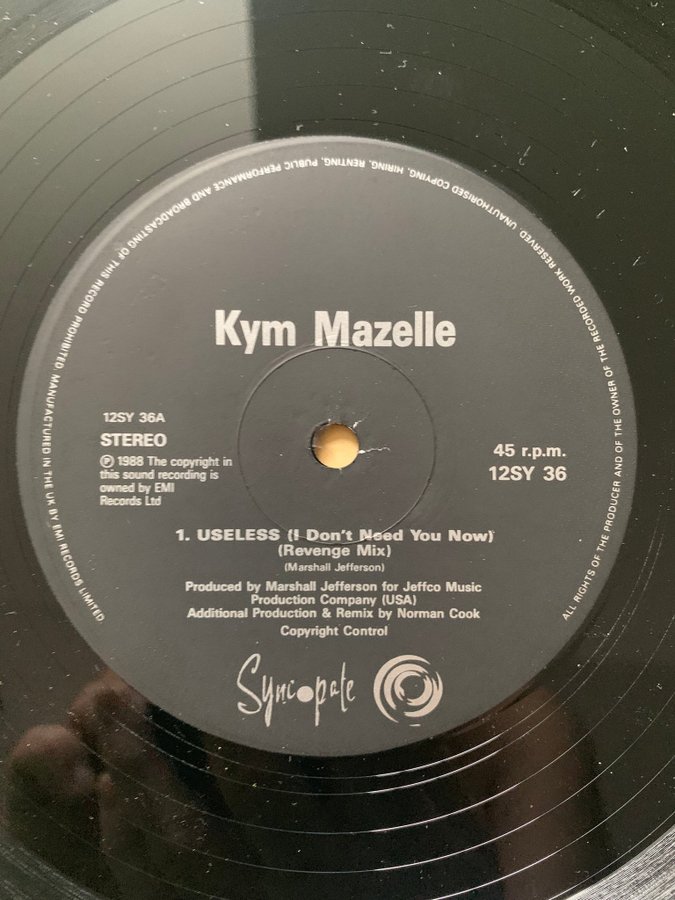 ALL RIGHTS OF THE PRODUCER AND OF THE OWNER OF THE RECORDED WORK RESERVED. UNAUTHORISED COPYING, HIRING, RENTING, PUBLIC PERFORMANCE AND BROADCASTING OF THIS RECORD PROHIBITED. MANUFACTURED IN THE UK BY EMI RECORDS LIMITED
Kym Mazelle
12SY 36A
STEREO
Ⓟ 1988 The copyright in
this sound recording is
owned by EMI
Records Ltd
45 r.p.m.
12SY 36
1. USELESS (I Don't Need You Now)
(Revenge Mix)
(Marshall Jefferson)
Produced by Marshall Jefferson for Jeffco Music
Production Company (USA)
Additional Production & Remix by Norman Cook
Copyright Control
Syncopate